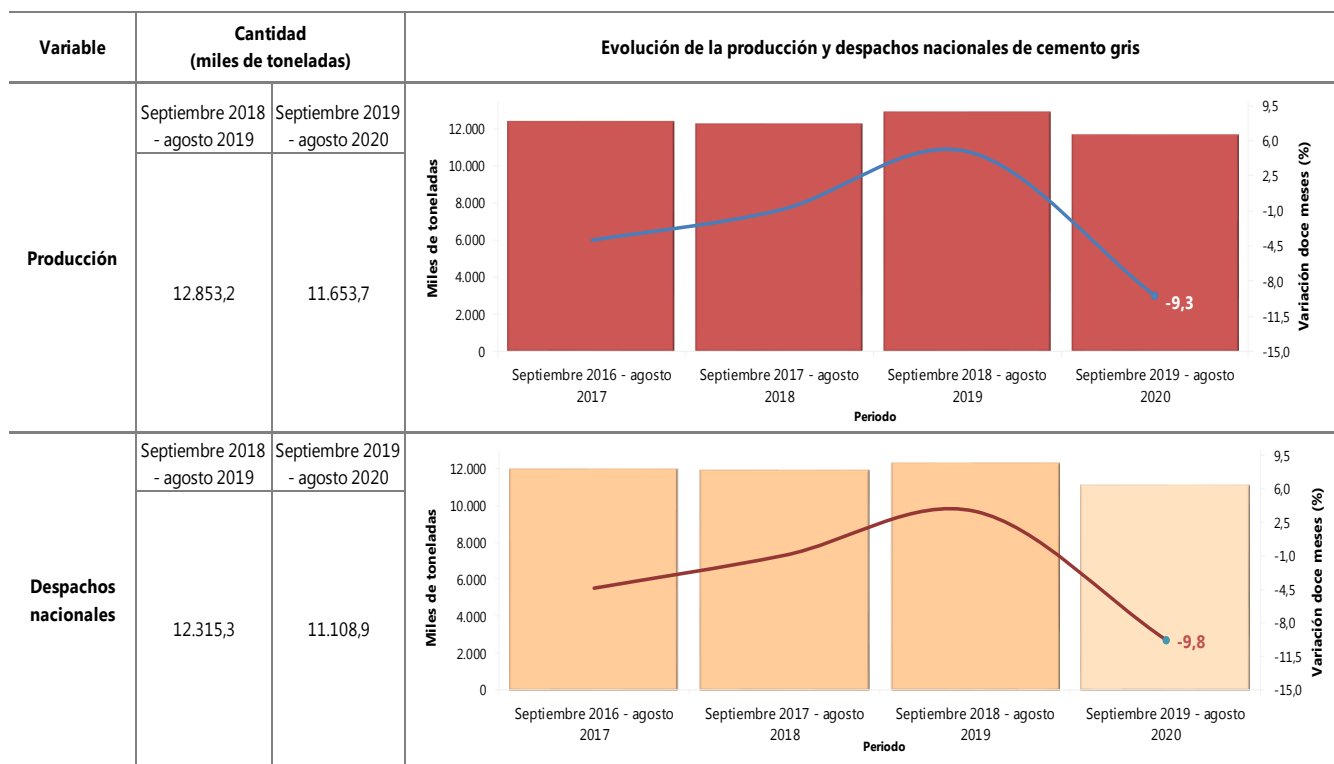 Variable
Cantidad
(miles de toneladas)
Evolución de la producción y despachos nacionales de cemento gris
Producción
Septiembre 2018
- agosto 2019
Septiembre 2019
- agosto 2020
12.853,2
11.653,7
Miles de toneladas
12.000
10.000
8.000
6.000
4.000
2.000
0
-9,3
9,5
6,0
2,5
-1,0
-4,5
-8,0
-11,5
-15,0
Variación doce meses (%)
Septiembre 2016 - agosto
2017
Septiembre 2017 - agosto
2018
Septiembre 2018 - agosto
2019
Septiembre 2019 - agosto
2020
Periodo
Despachos
nacionales
Septiembre 2018
- agosto 2019
Septiembre 2019
- agosto 2020
12.315,3
11.108,9
Miles de toneladas
12.000
10.000
8.000
6.000
4.000
2.000
0
-9,8
9,5
6,0
2,5
-1,0
-4,5
-8,0
-11,5
-15,0
Variación doce meses (%)
Septiembre 2016 - agosto
2017
Septiembre 2017 - agosto
2018
Septiembre 2018 - agosto
2019
Septiembre 2019 - agosto
2020
Periodo